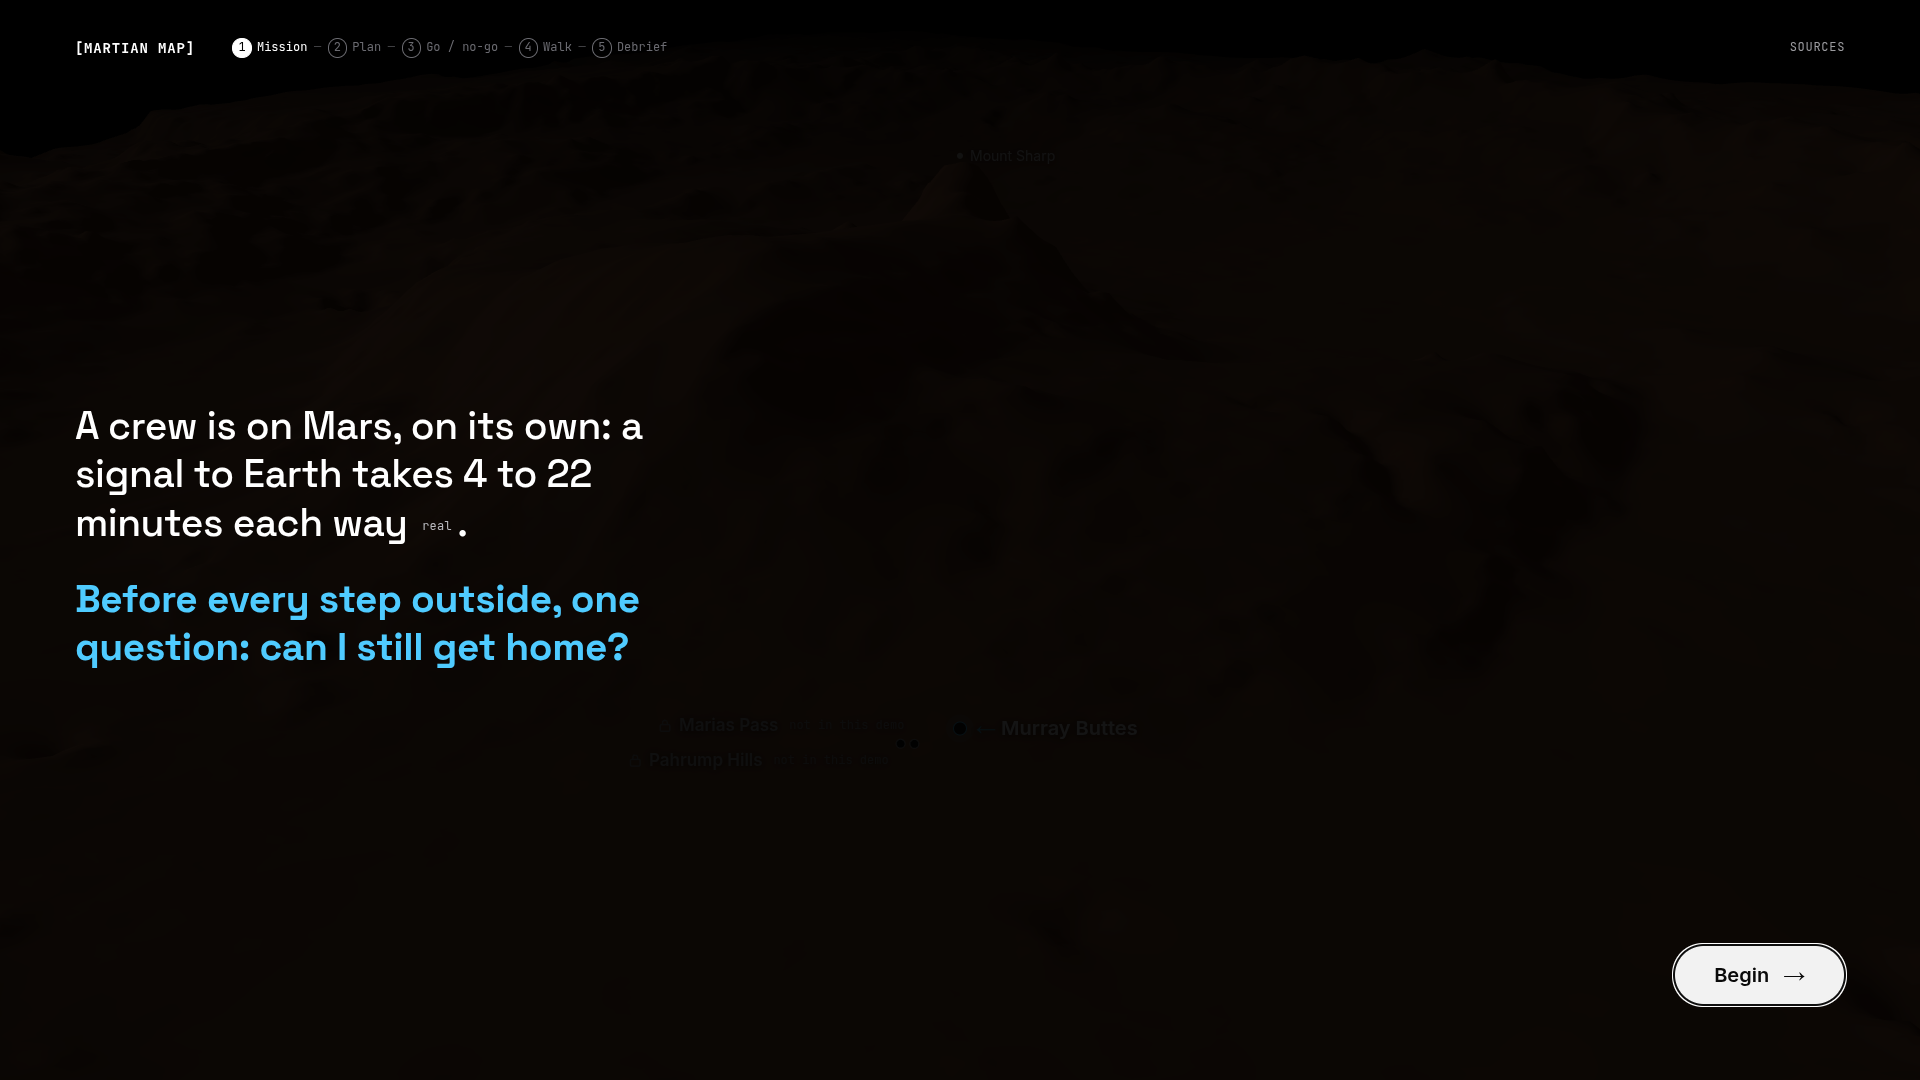 [MARTIAN MAP]
1 Mission — 2 Plan — 3 Go / no-go — 4 Walk — 5 Debrief
SOURCES
Mount Sharp
A crew is on Mars, on its own: a
signal to Earth takes 4 to 22
minutes each way real .
Before every step outside, one
question: can I still get home?
Marias Pass
Murray Buttes
Pahrump Hills
Begin →